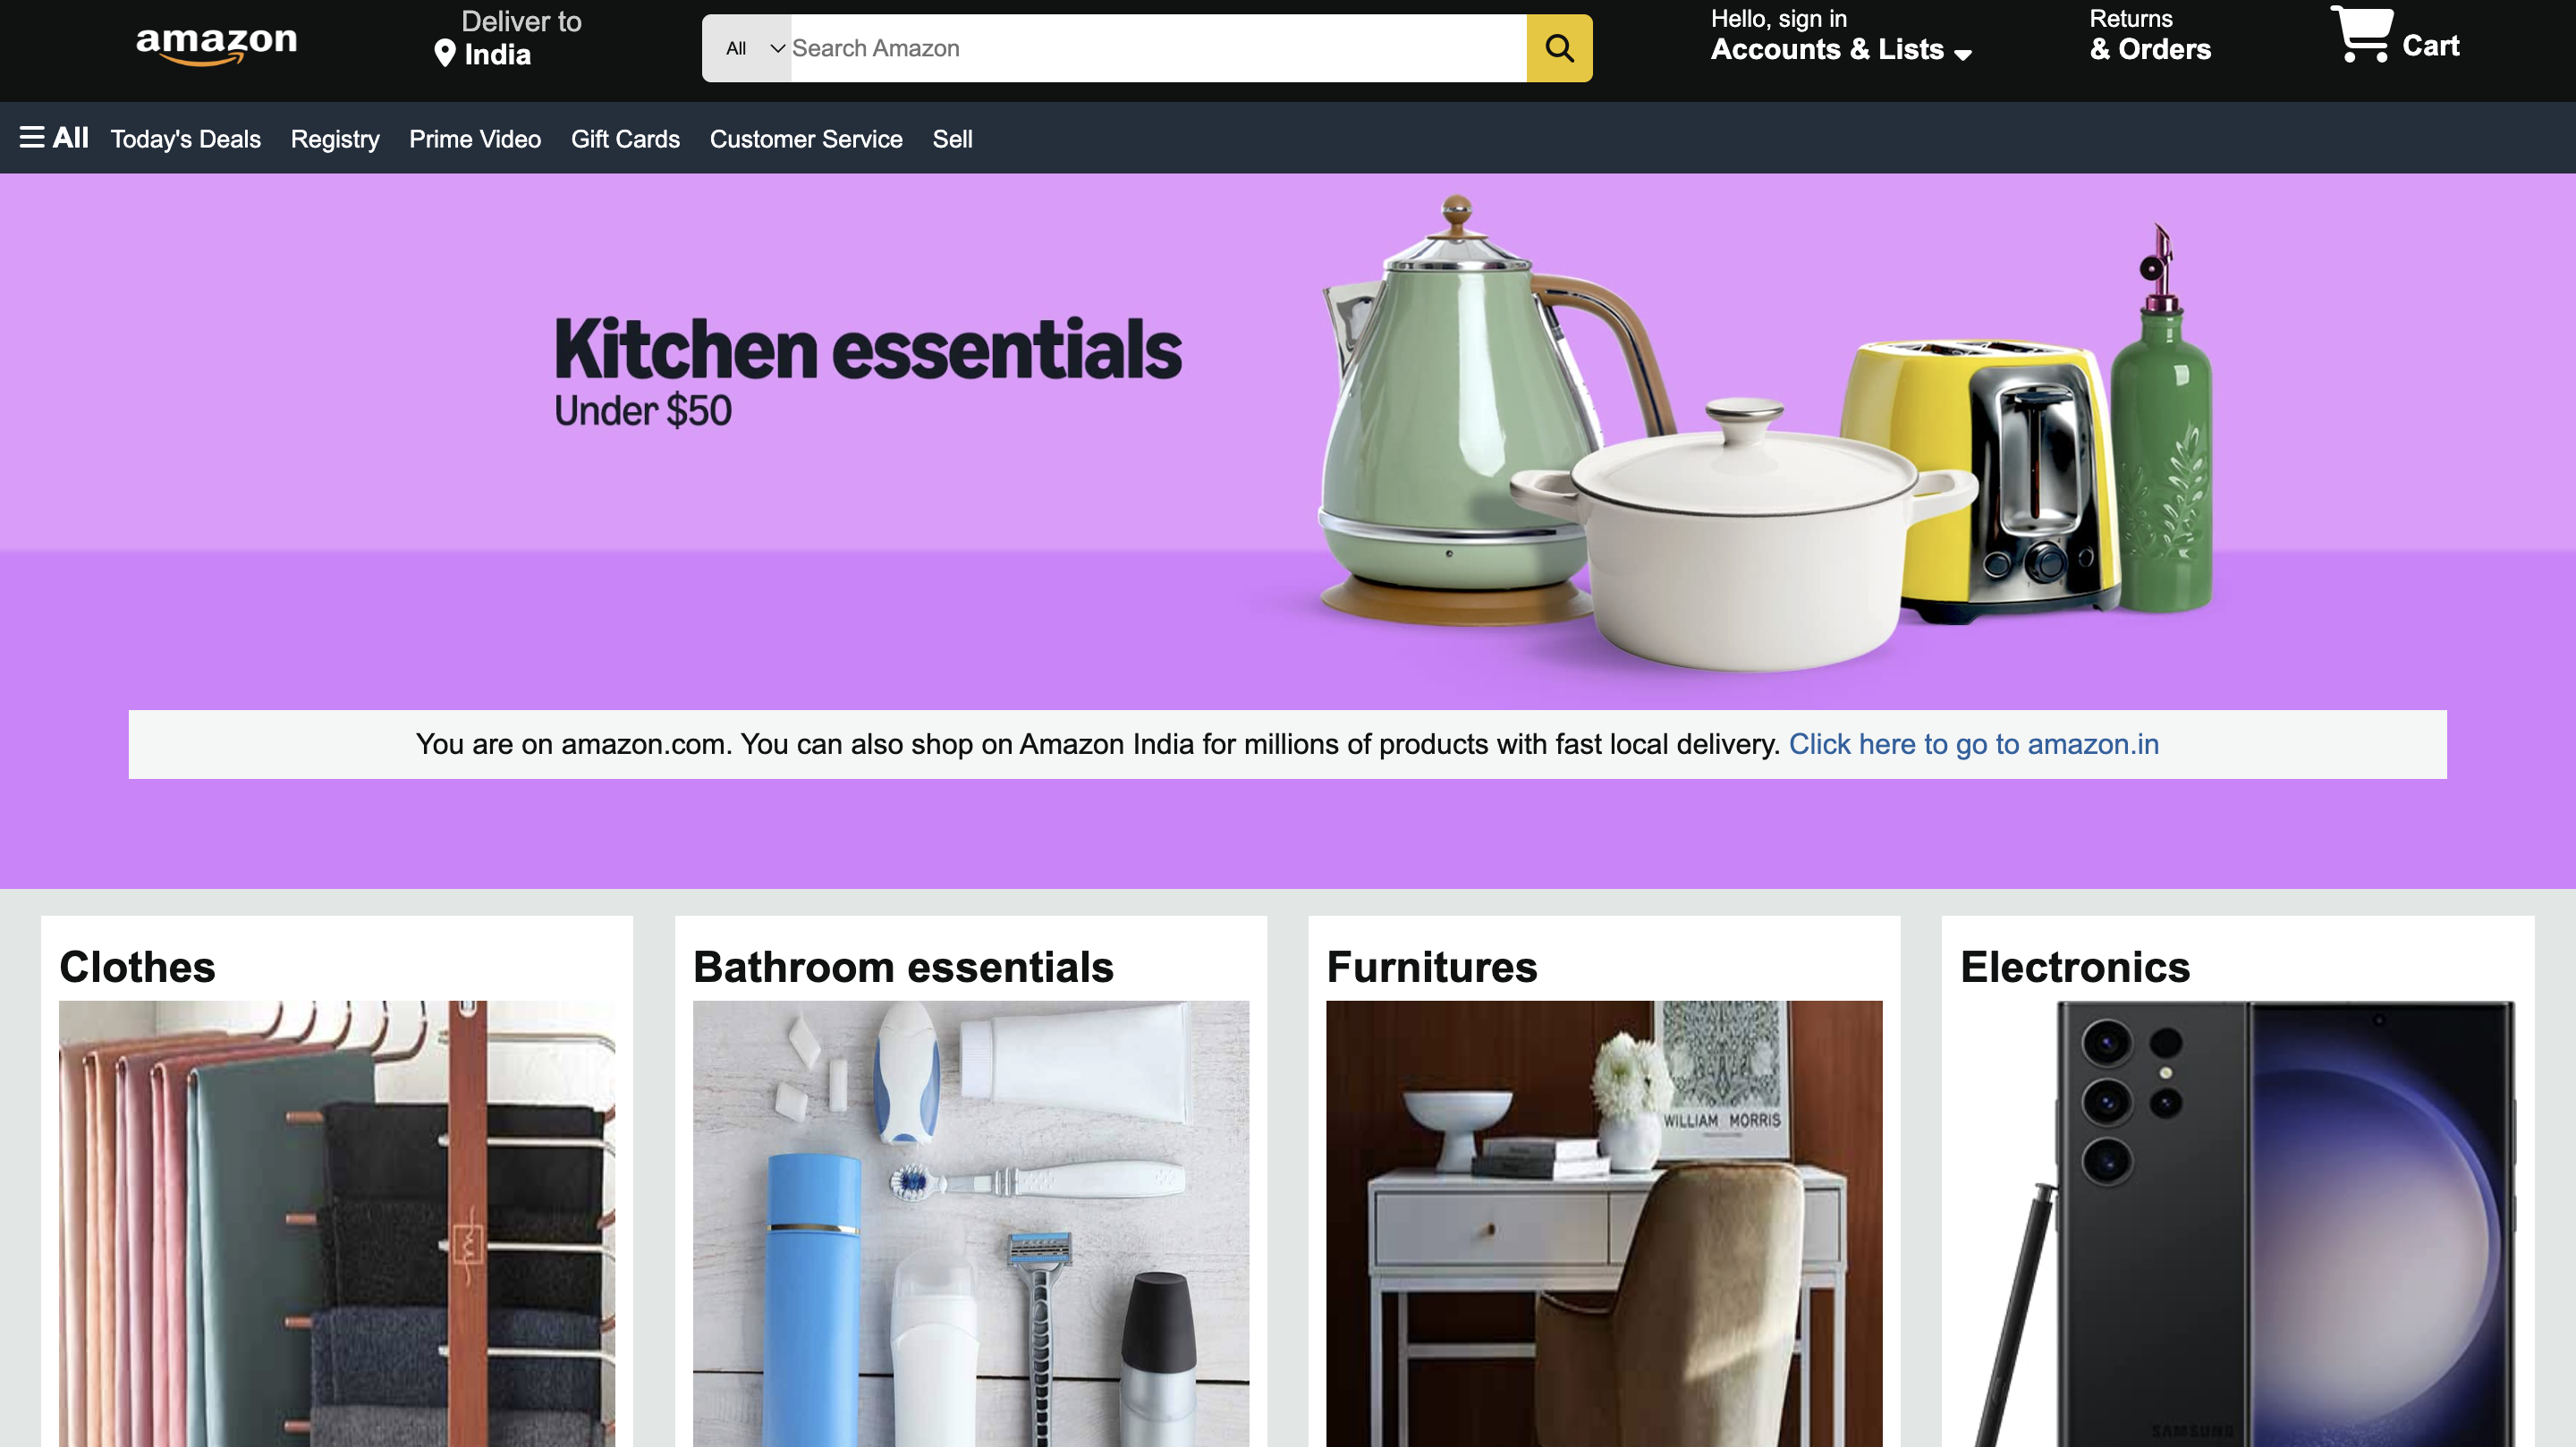 amazon
Deliver to
India
All
Search Amazon
Hello, sign in
Accounts & Lists
Returns
& Orders
Cart
All Today's Deals Registry Prime Video Gift Cards Customer Service Sell
Kitchen essentials
Under $50
You are on amazon.com. You can also shop on Amazon India for millions of products with fast local delivery. Click here to go to amazon.in
Clothes
Bathroom essentials
Furnitures
Electronics
WILLIAM MORRIS
SAMSUNG